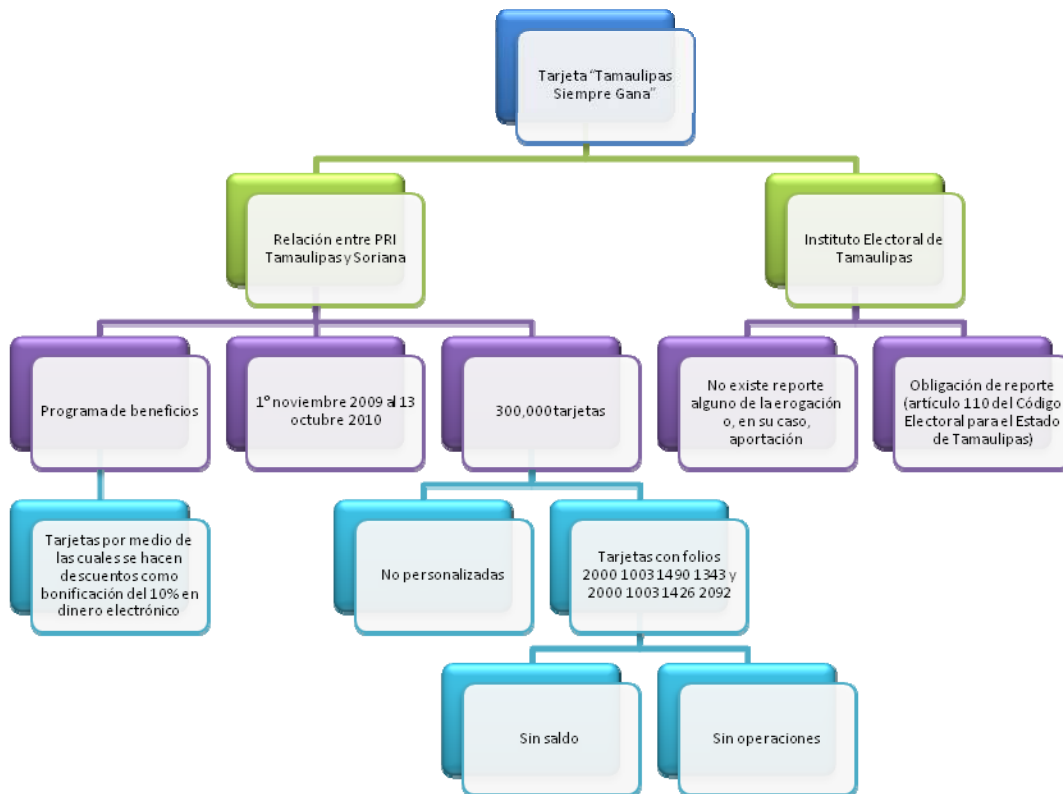 Tarjeta "Tamaulipas
Siempre Gana"
Relación entre PRI
Tamaulipas y Soriana
Instituto Electoral de
Tamaulipas
Programa de beneficios
1º noviembre 2009 al 13
octubre 2010
300,000 tarjetas
No existe reporte
alguno de la erogación
o, en su caso,
aportación
Obligación de reporte
(artículo 110 del Código
Electoral para el Estado
de Tamaulipas)
Tarjetas por medio de
las cuales se hacen
descuentos como
bonificación del 10% en
dinero electrónico
No personalizadas
Tarjetas con folios
2000 1003 1490 1343 y
2000 1003 1426 2092
Sin saldo
Sin operaciones